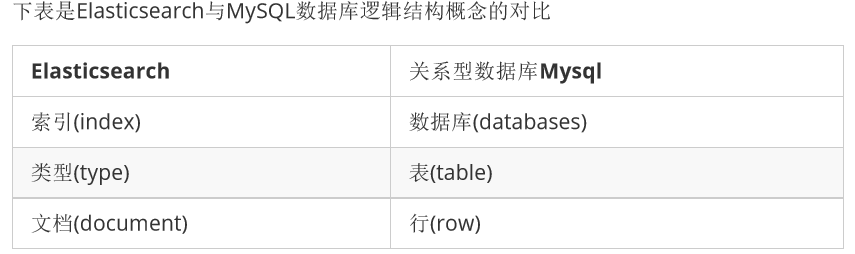 下表是Elasticsearch与MySQL数据库逻辑结构概念的对比
Elasticsearch 关系型数据库Mysql
索引(index) 数据库(databases)
类型(type) 表(table)
文档(document) 行(row)